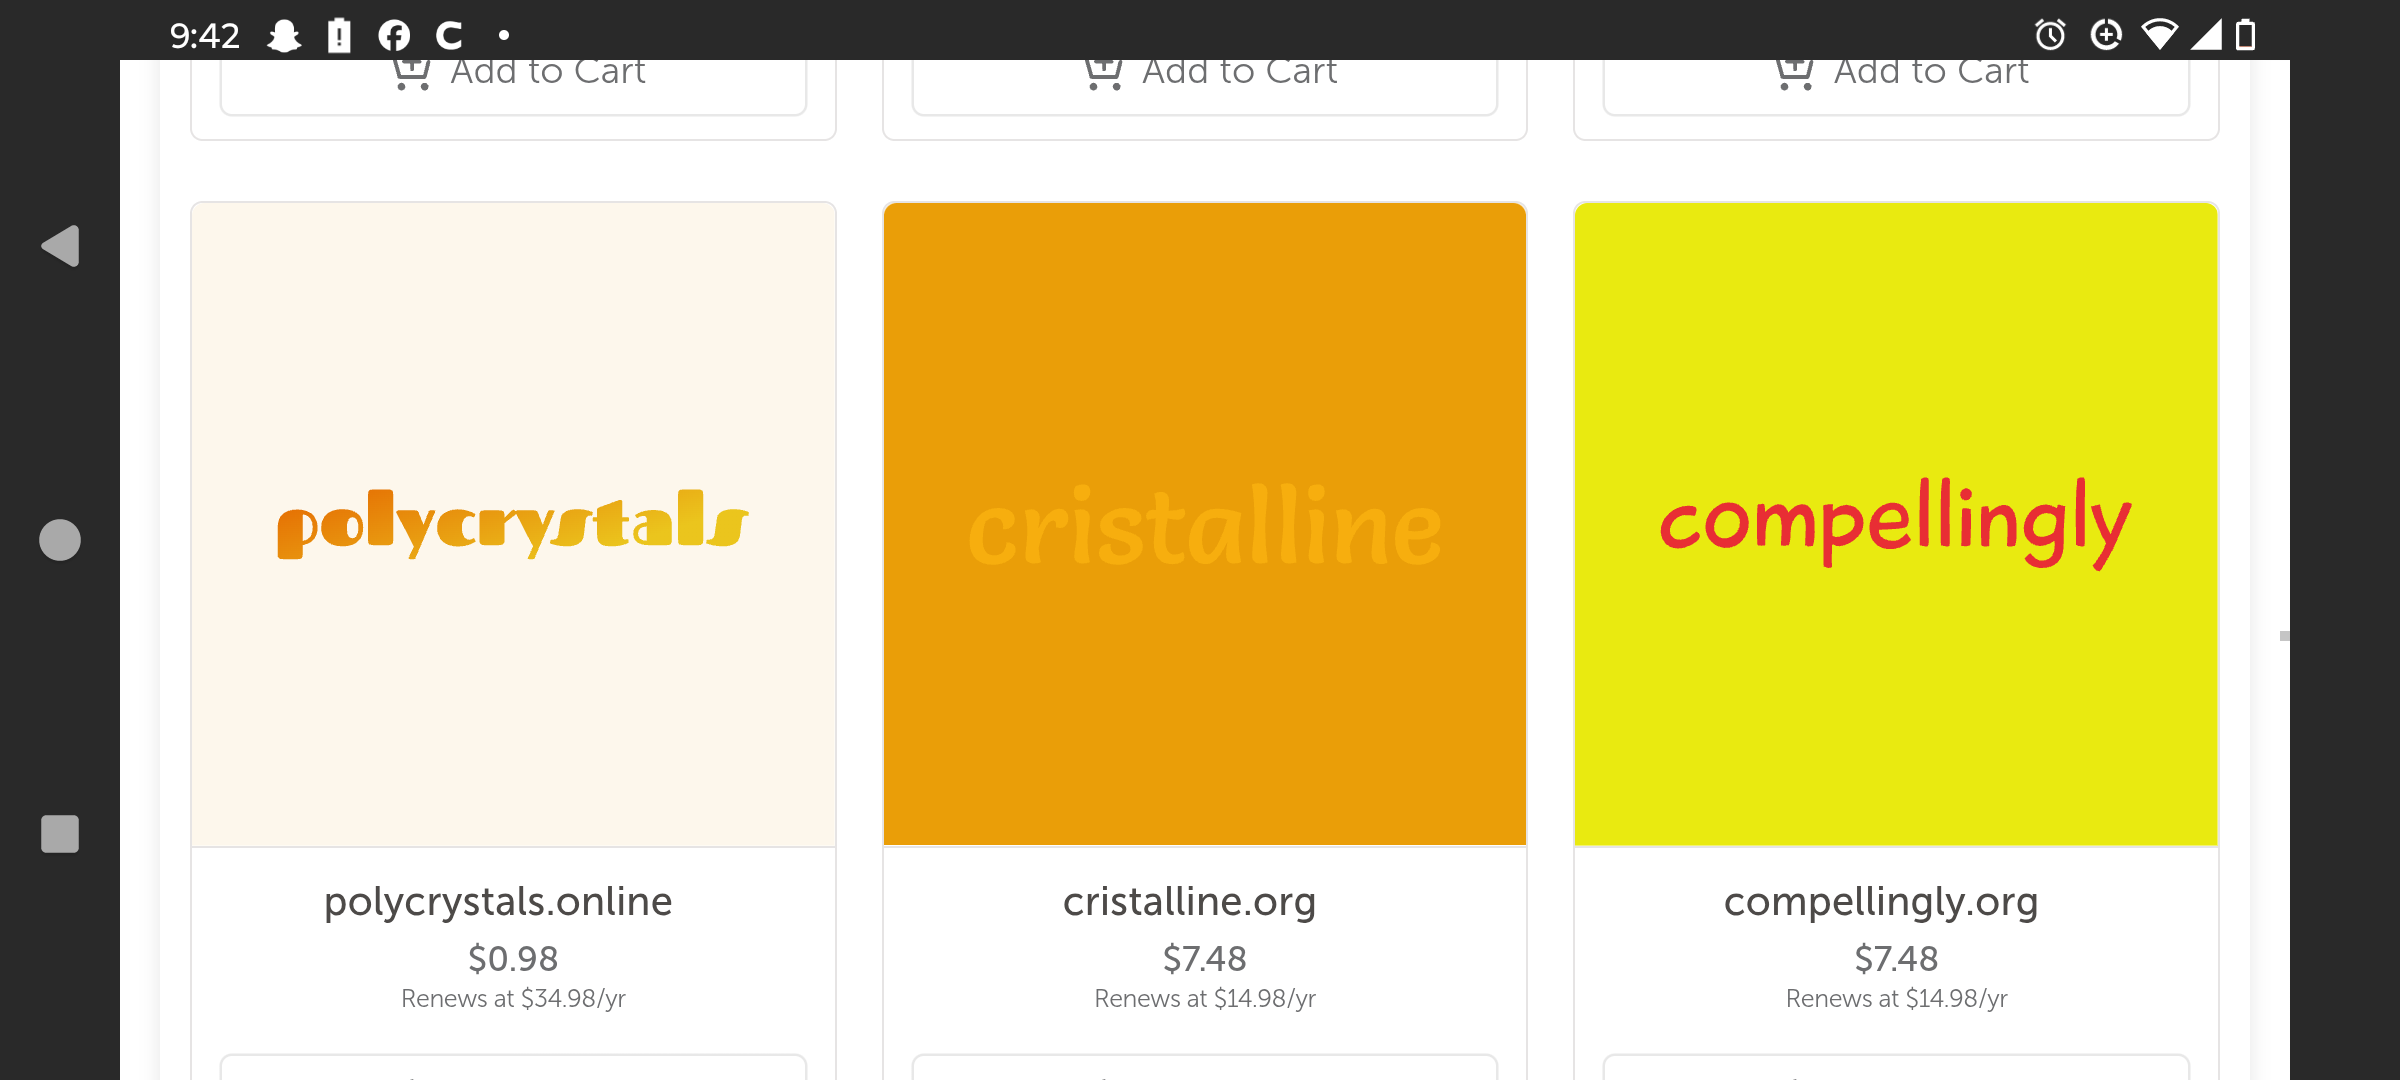 9:42
Add to Cart Add to Cart Add to Cart
polycrystals cristalline compellingly
polycrystals.online cristalline.org compellingly.org
$0.98 $7.48 $7.48
Renews at $34.98/yr Renews at $14.98/yr Renews at $14.98/yr